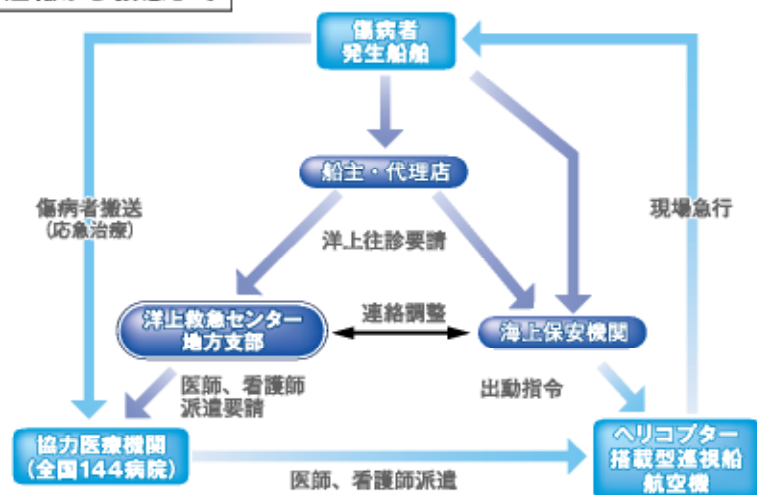 傷病者
発生船舶
船主・代理店
傷病者搬送
(応急治療)
現場急行
洋上往診要請
洋上救急センター
地方支部
連絡調整
海上保安機関
医師、看護師
派遣要請
出動指令
協力医療機関
(全国144病院)
ヘリコプター
搭載型巡視船
航空機
医師、看護師派遣